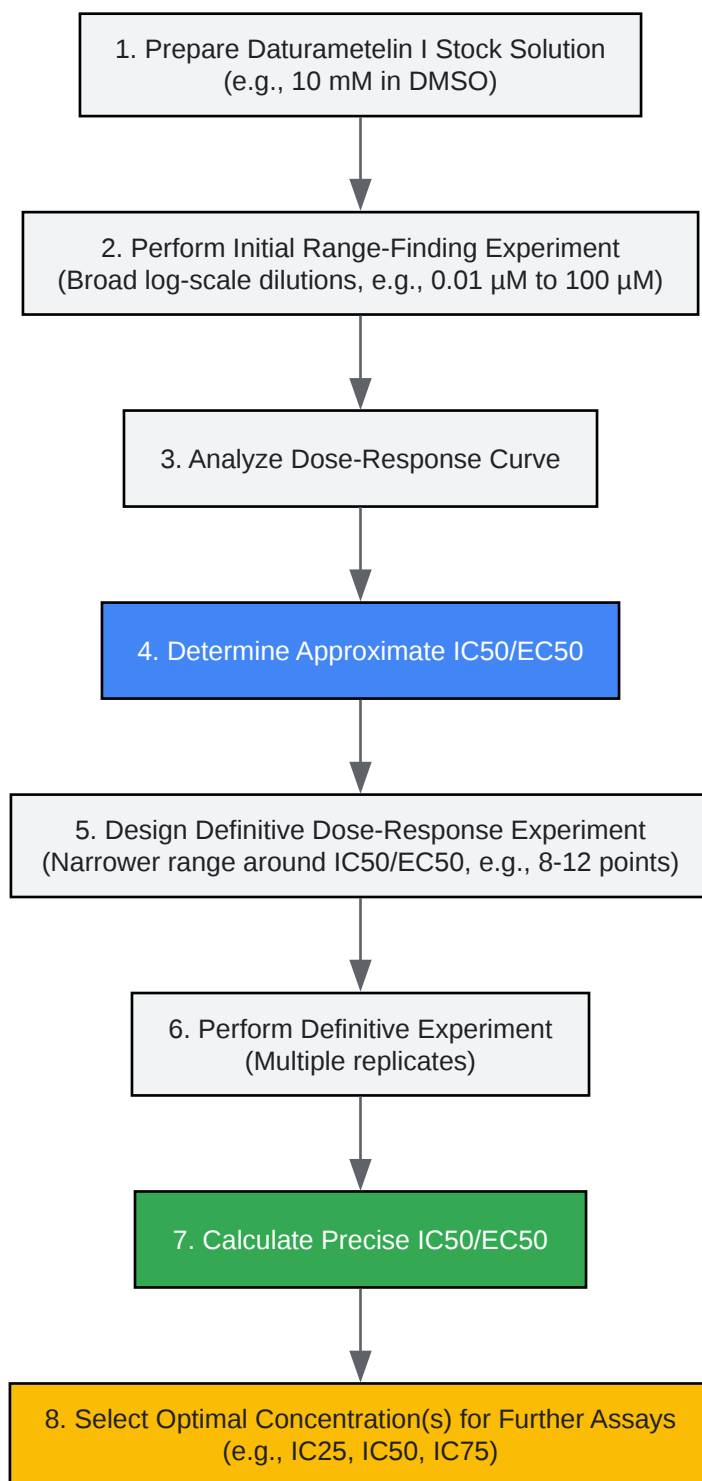 1. Prepare Daturametelin I Stock Solution
(e.g., 10 mM in DMSO)
2. Perform Initial Range-Finding Experiment
(Broad log-scale dilutions, e.g., 0.01 µM to 100 µM)
3. Analyze Dose-Response Curve
4. Determine Approximate IC50/EC50
5. Design Definitive Dose-Response Experiment
(Narrower range around IC50/EC50, e.g., 8-12 points)
6. Perform Definitive Experiment
(Multiple replicates)
7. Calculate Precise IC50/EC50
8. Select Optimal Concentration(s) for Further Assays
(e.g., IC25, IC50, IC75)